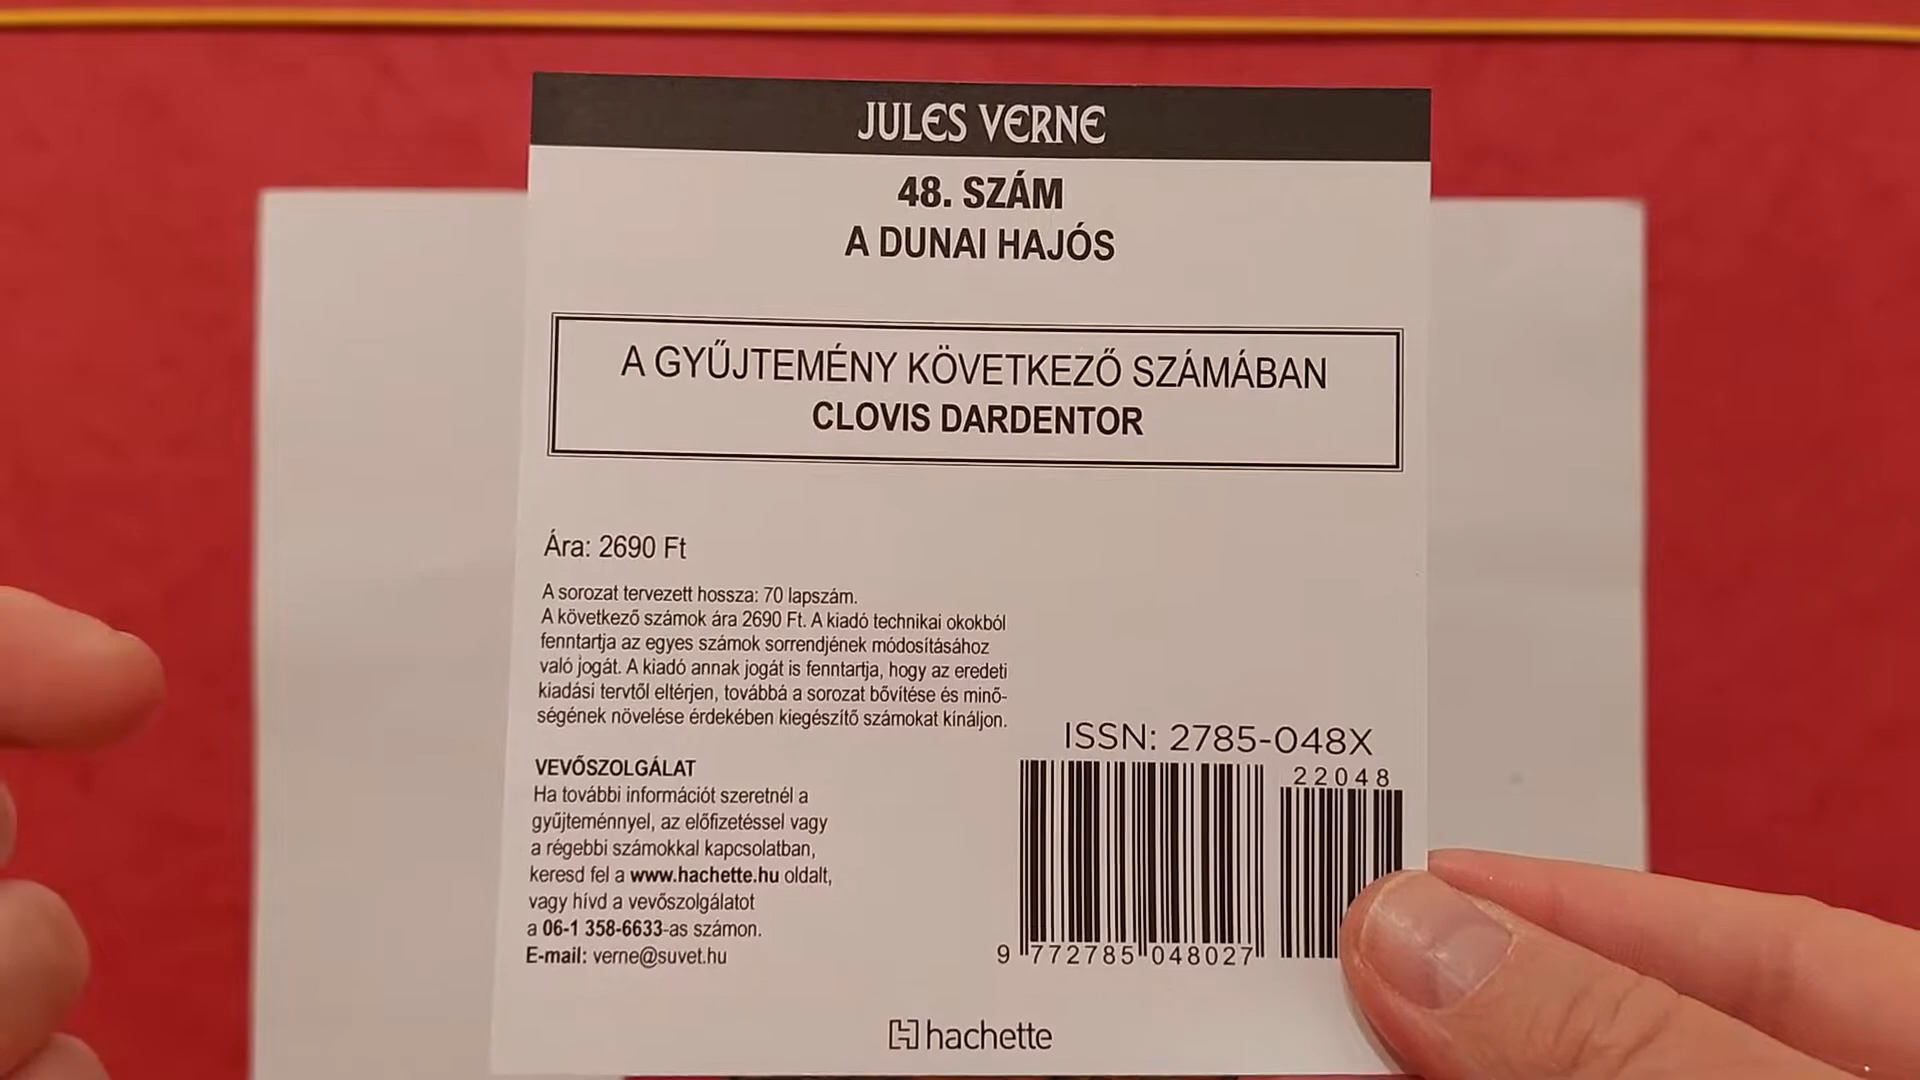 JULES VERNE
48. SZÁM
A DUNAI HAJÓS
A GYŰJTEMÉNY KÖVETKEZŐ SZÁMÁBAN
CLOVIS DARDENTOR
Ára: 2690 Ft
A sorozat tervezett hossza: 70 lapszám.
A következő számok ára 2690 Ft. A kiadó technikai okokból
fenntartja az egyes számok sorrendjének módosításához
való jogát. A kiadó annak jogát is fenntartja, hogy az eredeti
kiadási tervtől eltérjen, továbbá a sorozat bővítése és minő-
ségének növelése érdekében kiegészítő számokat kínáljon.
VEVŐSZOLGÁLAT
Ha további információt szeretnél a
gyűjteménnyel, az előfizetéssel vagy
a régebbi számokkal kapcsolatban,
keresd fel a www.hachette.hu oldalt,
vagy hívd a vevőszolgálatot
a 06-1 358-6633-as számon.
E-mail: verne@suvet.hu
ISSN: 2785-048X
22048
9 772785 048027
hachette